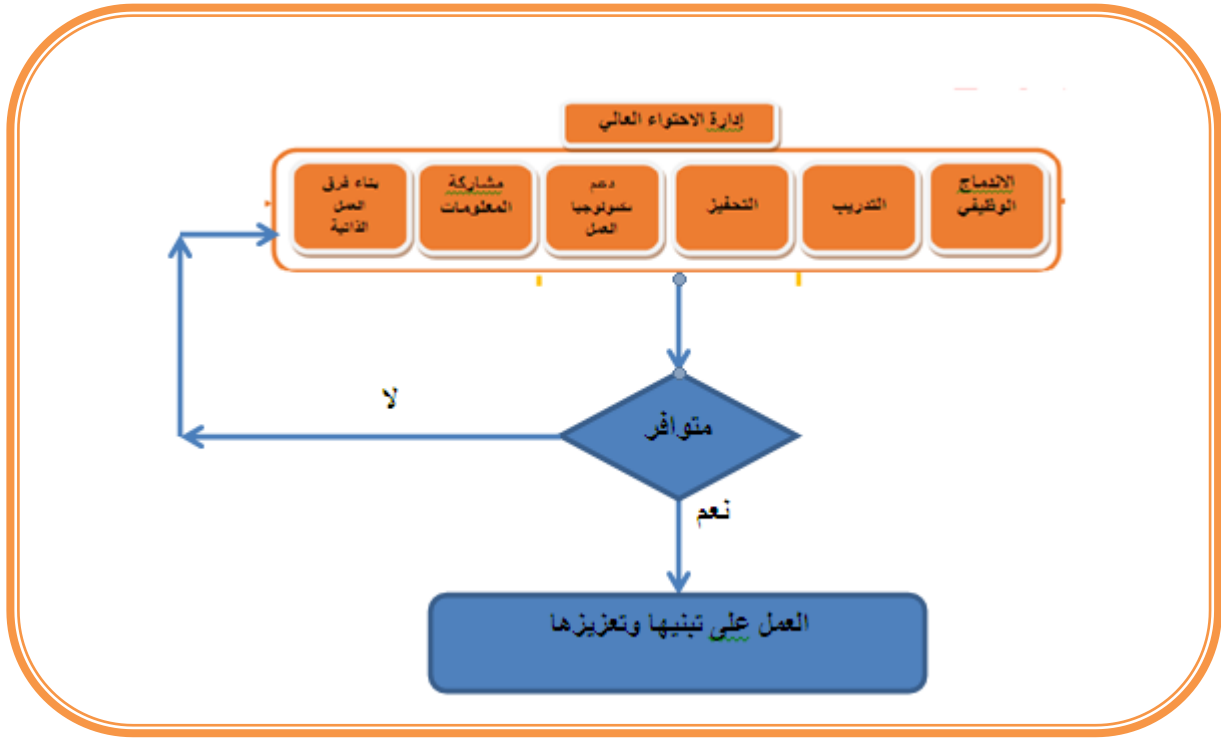 إدارة الاحتواء العالي
الاندماج
الوظيفي
التدريب
التحفيز
دعم
تكنولوجيا
العمل
مشاركة
المعلومات
بناء فرق
العمل
الذاتية
متوافر
لا
نعم
العمل على تبنيها وتعزيزها